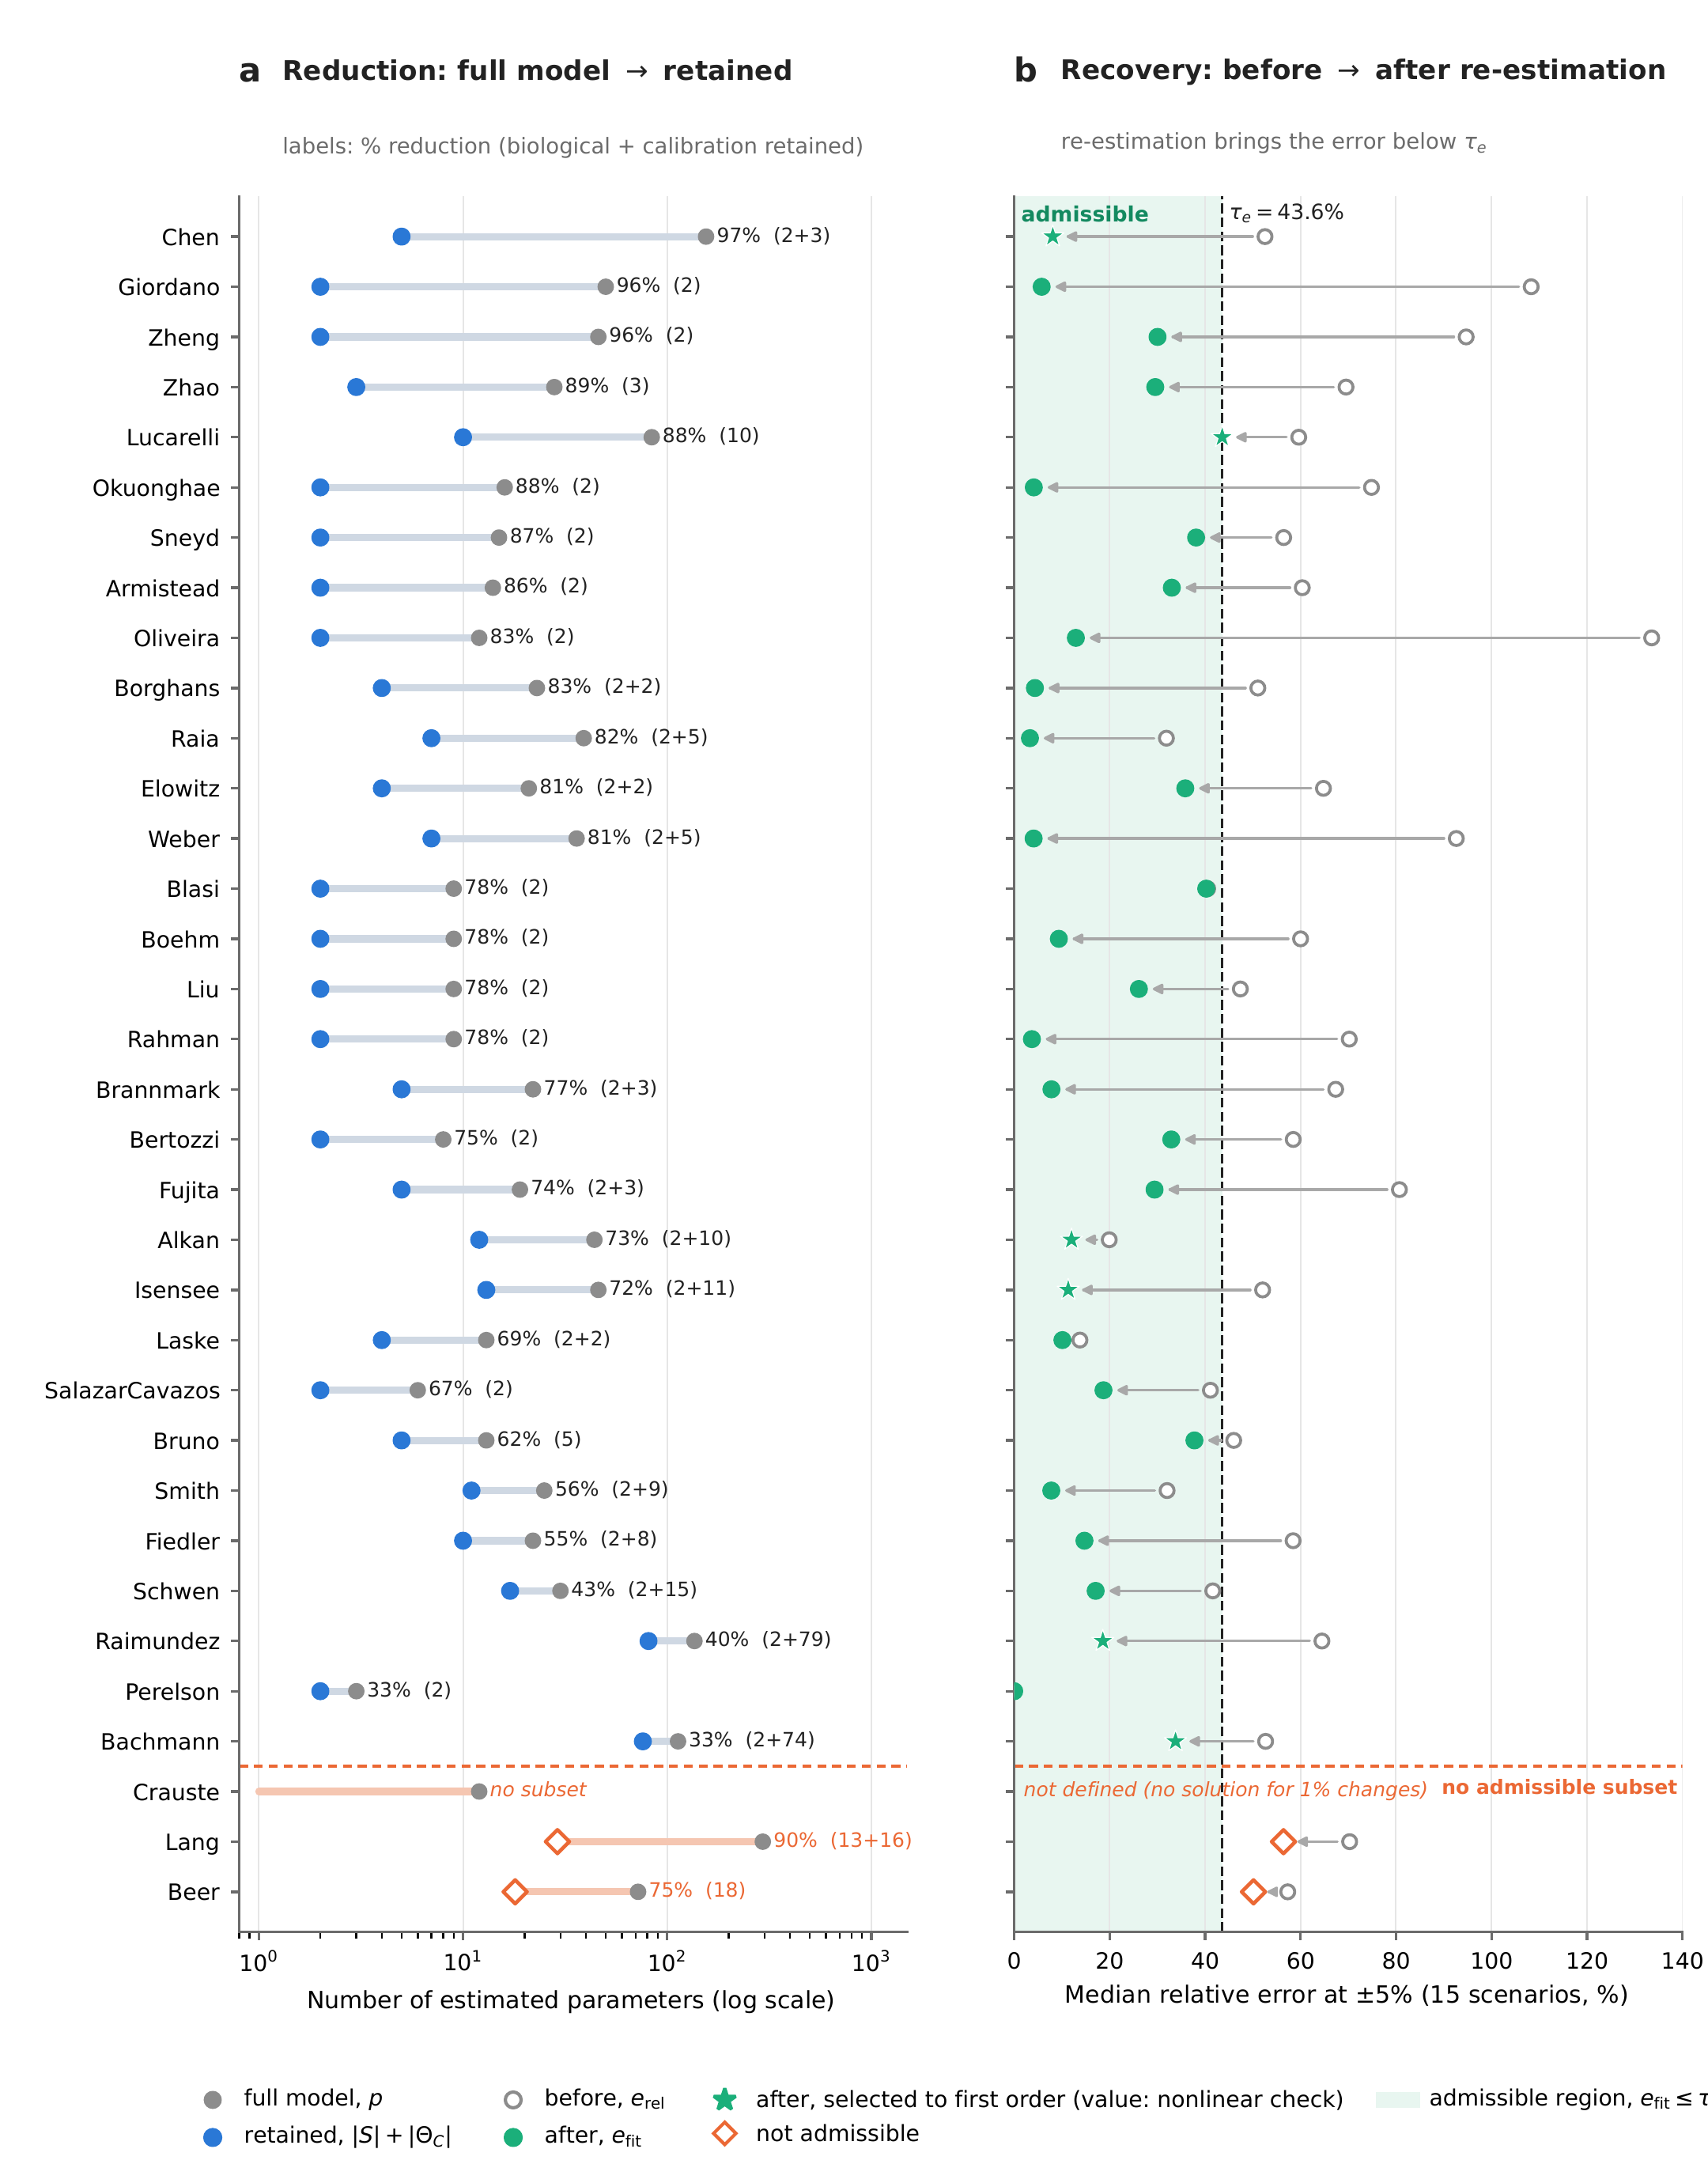 a Reduction: full model → retained
labels: % reduction (biological + calibration retained)
b Recovery: before → after re-estimation
re-estimation brings the error below τe
admissible
τe = 43.6%
Chen 97% (2+3)
Giordano 96% (2)
Zheng 96% (2)
Zhao 89% (3)
Lucarelli 88% (10)
Okuonghae 88% (2)
Sneyd 87% (2)
Armistead 86% (2)
Oliveira 83% (2)
Borghans 83% (2+2)
Raia 82% (2+5)
Elowitz 81% (2+2)
Weber 81% (2+5)
Blasi 78% (2)
Boehm 78% (2)
Liu 78% (2)
Rahman 78% (2)
Brannmark 77% (2+3)
Bertozzi 75% (2)
Fujita 74% (2+3)
Alkan 73% (2+10)
Isensee 72% (2+11)
Laske 69% (2+2)
SalazarCavazos 67% (2)
Bruno 62% (5)
Smith 56% (2+9)
Fiedler 55% (2+8)
Schwen 43% (2+15)
Raimundez 40% (2+79)
Perelson 33% (2)
Bachmann 33% (2+74)
Crauste no subset not defined (no solution for 1% changes) no admissible subset
Lang 90% (13+16)
Beer 75% (18)
10⁰ 10¹ 10² 10³
Number of estimated parameters (log scale)
0 20 40 60 80 100 120 140
Median relative error at ±5% (15 scenarios, %)
full model, p
retained, |S| + |ΘC|
before, erel
after, efit
after, selected to first order (value: nonlinear check)
not admissible
admissible region, efit ≤ τ